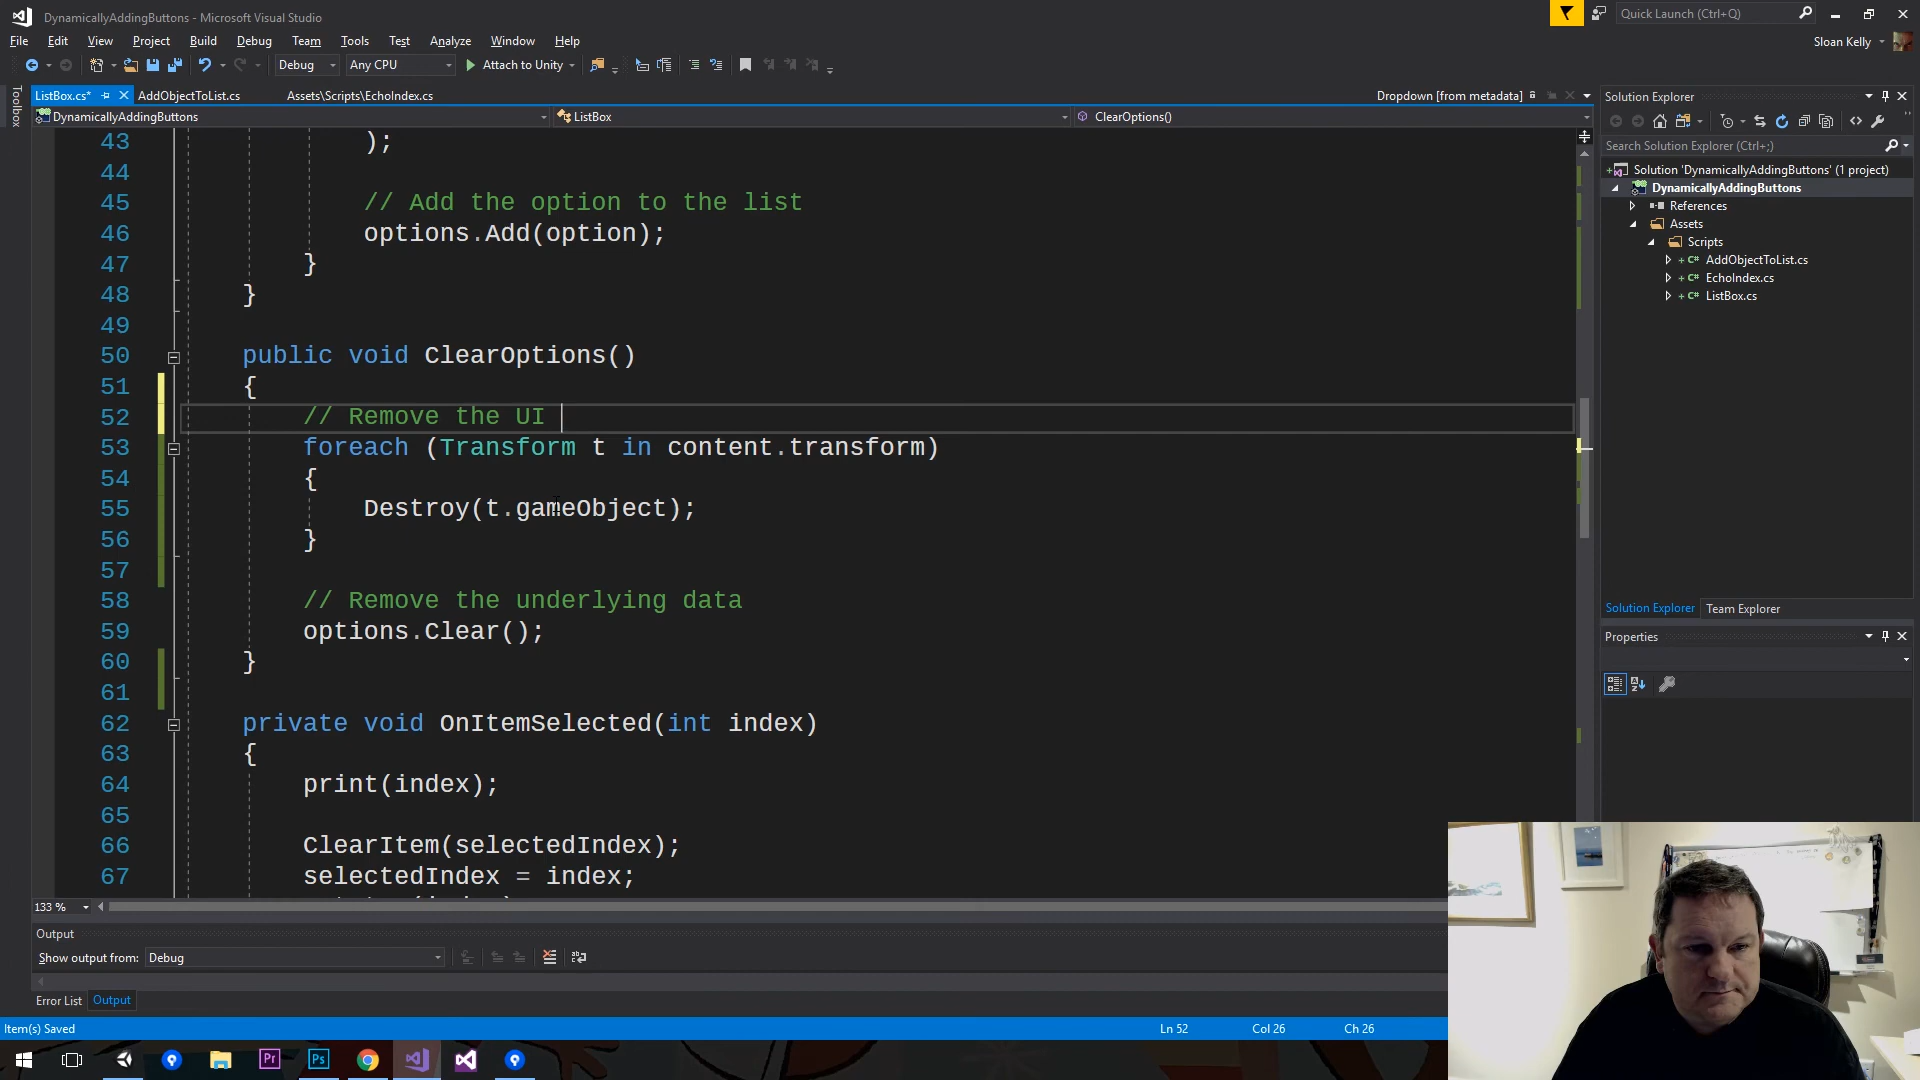 DynamicallyAddingButtons - Microsoft Visual Studio
Quick Launch (Ctrl+Q)
File Edit View Project Build Debug Team Tools Test Analyze Window Help
Sloan Kelly
Debug Any CPU Attach to Unity
Toolbox
ListBox.cs* AddObjectToList.cs Assets\Scripts\EchoIndex.cs Dropdown [from metadata]
DynamicallyAddingButtons ListBox ClearOptions()
43 );
44
45 // Add the option to the list
46 options.Add(option);
47 }
48 }
49
50 public void ClearOptions()
51 {
52 // Remove the UI
53 foreach (Transform t in content.transform)
54 {
55 Destroy(t.gameObject);
56 }
57
58 // Remove the underlying data
59 options.Clear();
60 }
61
62 private void OnItemSelected(int index)
63 {
64 print(index);
65
66 ClearItem(selectedIndex);
67 selectedIndex = index;
133 %
Output
Show output from: Debug
Error List Output
Item(s) Saved Ln 52 Col 26 Ch 26
Solution Explorer
Search Solution Explorer (Ctrl+;)
Solution 'DynamicallyAddingButtons' (1 project)
DynamicallyAddingButtons
References
Assets
Scripts
C# AddObjectToList.cs
C# EchoIndex.cs
C# ListBox.cs
Solution Explorer Team Explorer
Properties
Pr Ps